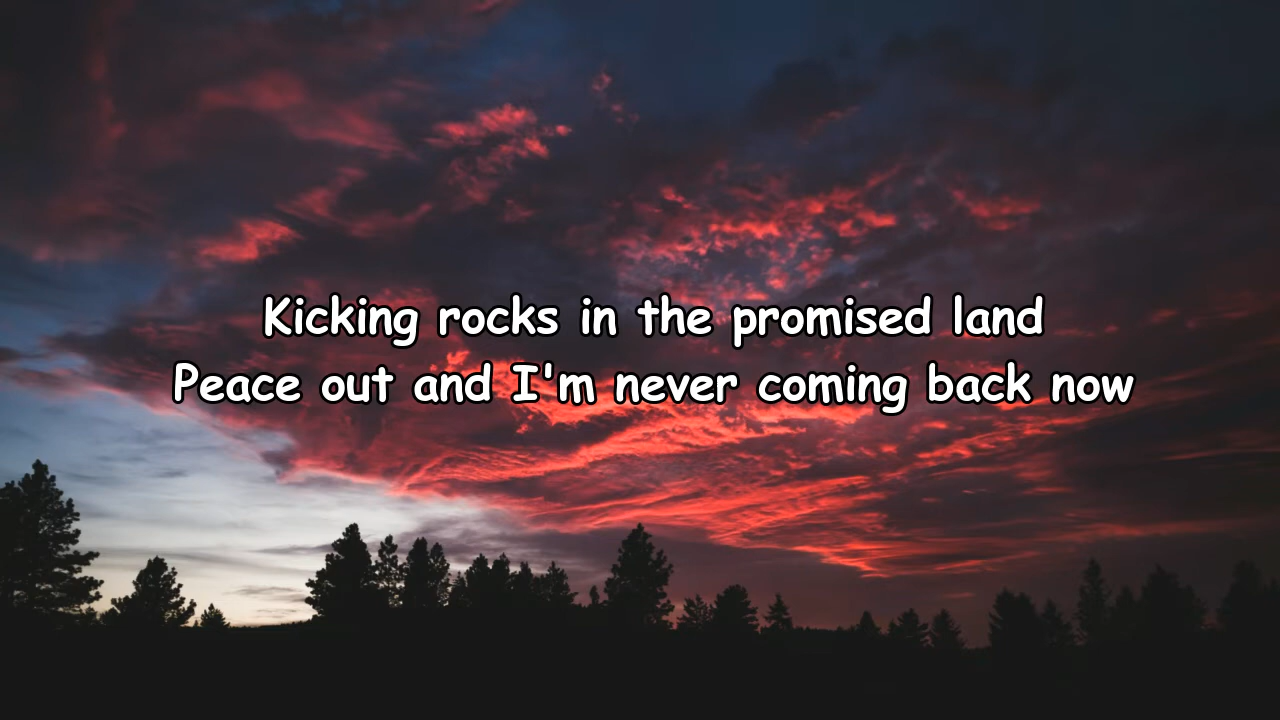 Kicking rocks in the promised land
Peace out and I'm never coming back now